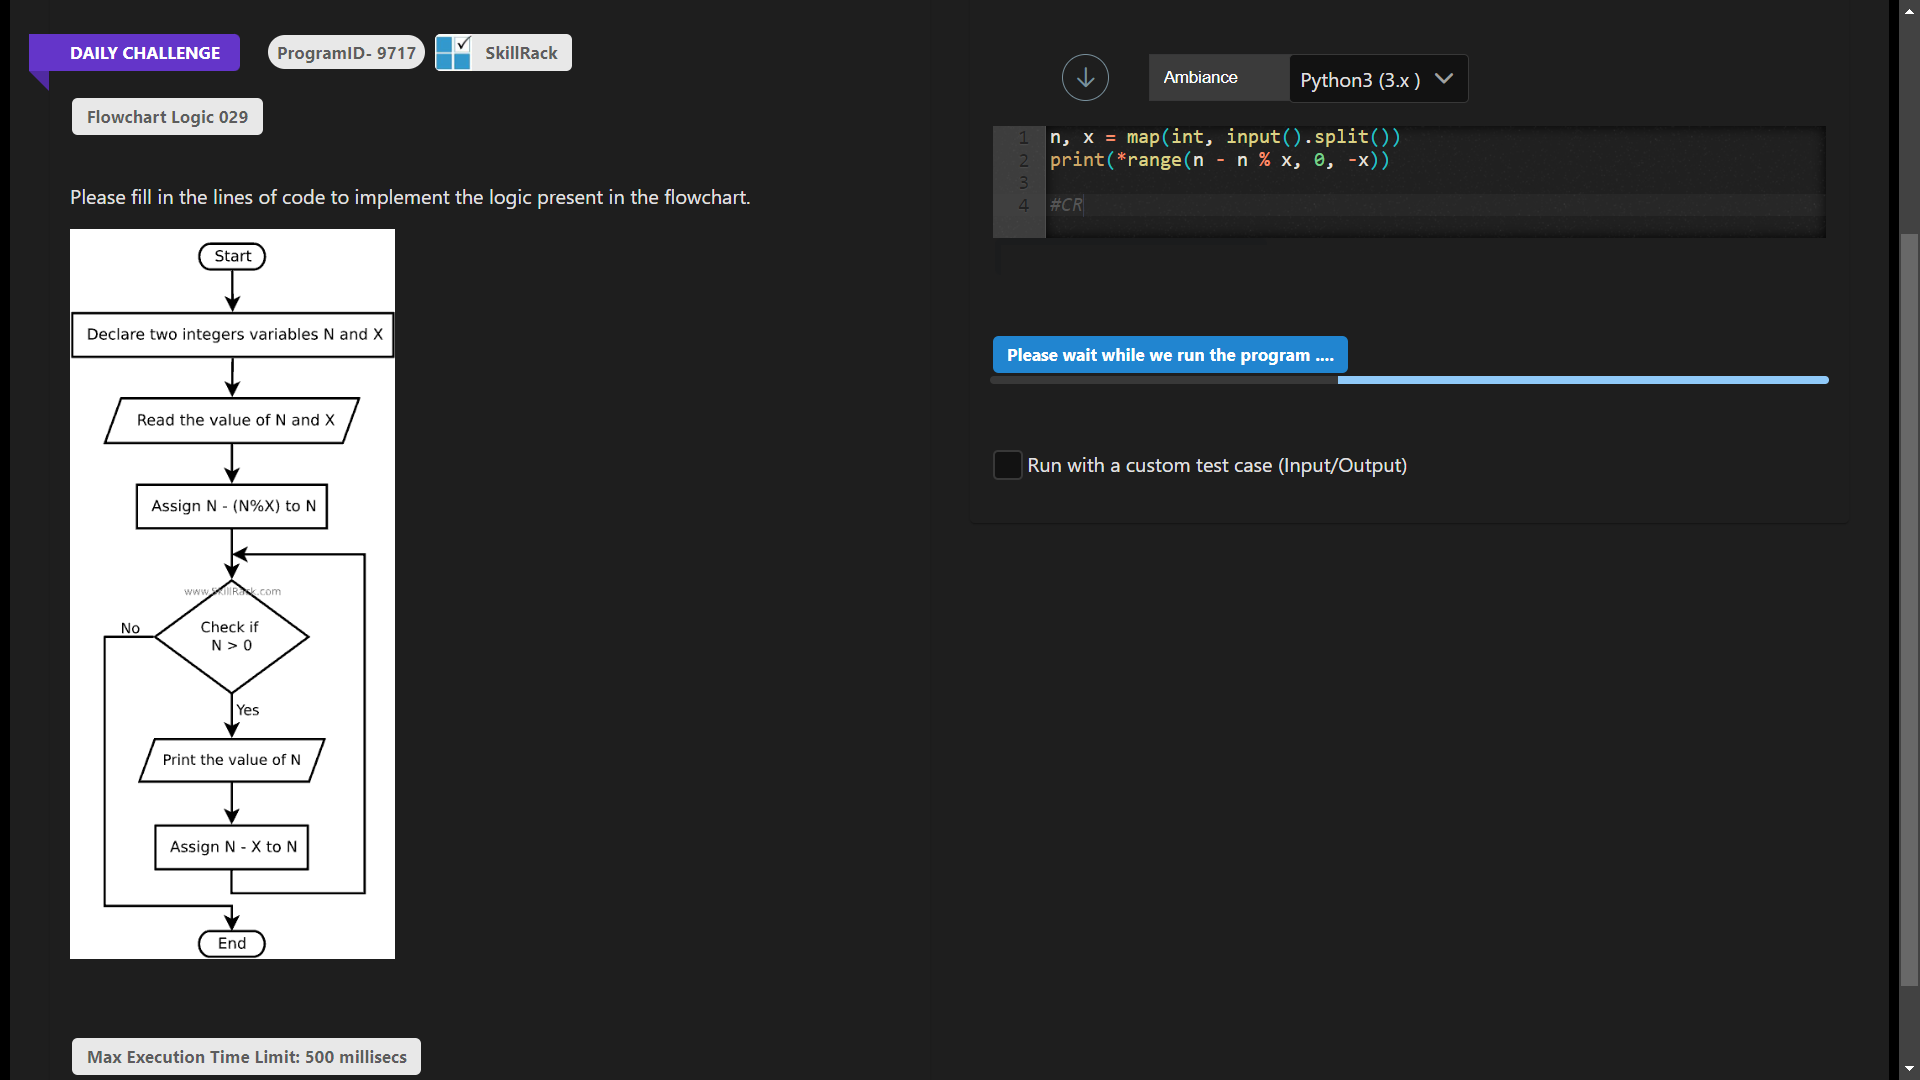 DAILY CHALLENGE
ProgramID- 9717
SkillRack
Flowchart Logic 029
Please fill in the lines of code to implement the logic present in the flowchart.
Start
Declare two integers variables N and X
Read the value of N and X
Assign N - (N%X) to N
www.SkillRack.com
Check if
N > 0
No
Yes
Print the value of N
Assign N - X to N
End
Max Execution Time Limit: 500 millisecs
Ambiance
Python3 (3.x )
1 n, x = map(int, input().split())
2 print(*range(n - n % x, 0, -x))
3
4 #CR
Please wait while we run the program ....
Run with a custom test case (Input/Output)